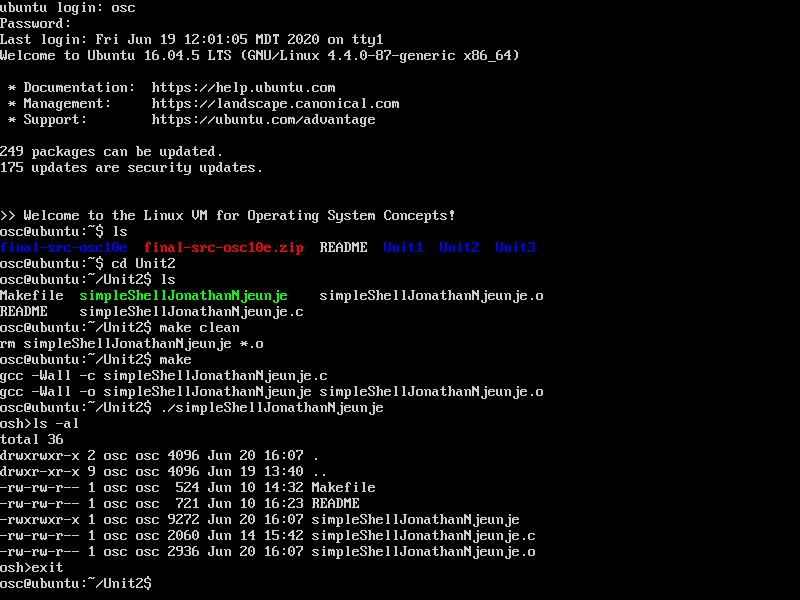 ubuntu login: osc
Password:
Last login: Fri Jun 19 12:01:05 MDT 2020 on tty1
Welcome to Ubuntu 16.04.5 LTS (GNU/Linux 4.4.0-87-generic x86_64)
 * Documentation:  https://help.ubuntu.com
 * Management:     https://landscape.canonical.com
 * Support:        https://ubuntu.com/advantage
249 packages can be updated.
175 updates are security updates.
>> Welcome to the Linux VM for Operating System Concepts!
osc@ubuntu:~$ ls
final-src-osc10e  final-src-osc10e.zip  README  Unit1  Unit2  Unit3
osc@ubuntu:~$ cd Unit2
osc@ubuntu:~/Unit2$ ls
Makefile  simpleShellJonathanNjeunje    simpleShellJonathanNjeunje.o
README    simpleShellJonathanNjeunje.c
osc@ubuntu:~/Unit2$ make clean
rm simpleShellJonathanNjeunje *.o
osc@ubuntu:~/Unit2$ make
gcc -Wall -c simpleShellJonathanNjeunje.c
gcc -Wall -o simpleShellJonathanNjeunje simpleShellJonathanNjeunje.o
osc@ubuntu:~/Unit2$ ./simpleShellJonathanNjeunje
osh>ls -al
total 36
drwxrwxr-x 2 osc osc 4096 Jun 20 16:07 .
drwxr-xr-x 9 osc osc 4096 Jun 19 13:40 ..
-rw-rw-r-- 1 osc osc  524 Jun 10 14:32 Makefile
-rw-rw-r-- 1 osc osc  721 Jun 10 16:23 README
-rwxrwxr-x 1 osc osc 9272 Jun 20 16:07 simpleShellJonathanNjeunje
-rw-rw-r-- 1 osc osc 2060 Jun 14 15:42 simpleShellJonathanNjeunje.c
-rw-rw-r-- 1 osc osc 2936 Jun 20 16:07 simpleShellJonathanNjeunje.o
osh>exit
osc@ubuntu:~/Unit2$